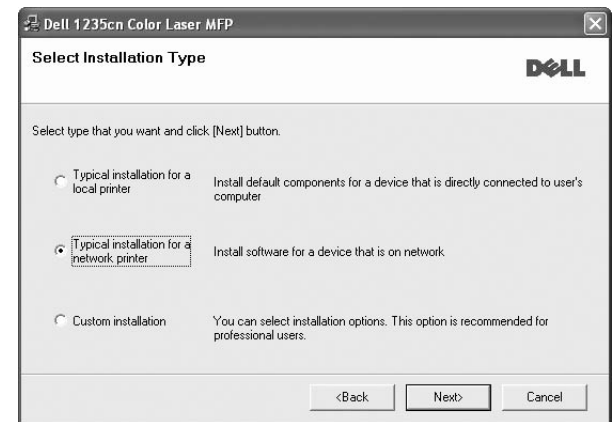 Dell 1235cn Color Laser MFP
Select Installation Type
DELL
Select type that you want and click [Next] button.
Typical installation for a
local printer
Install default components for a device that is directly connected to user's
computer
Typical installation for a
network printer
Install software for a device that is on network
Custom installation
You can select installation options. This option is recommended for
professional users.
<Back
Next>
Cancel